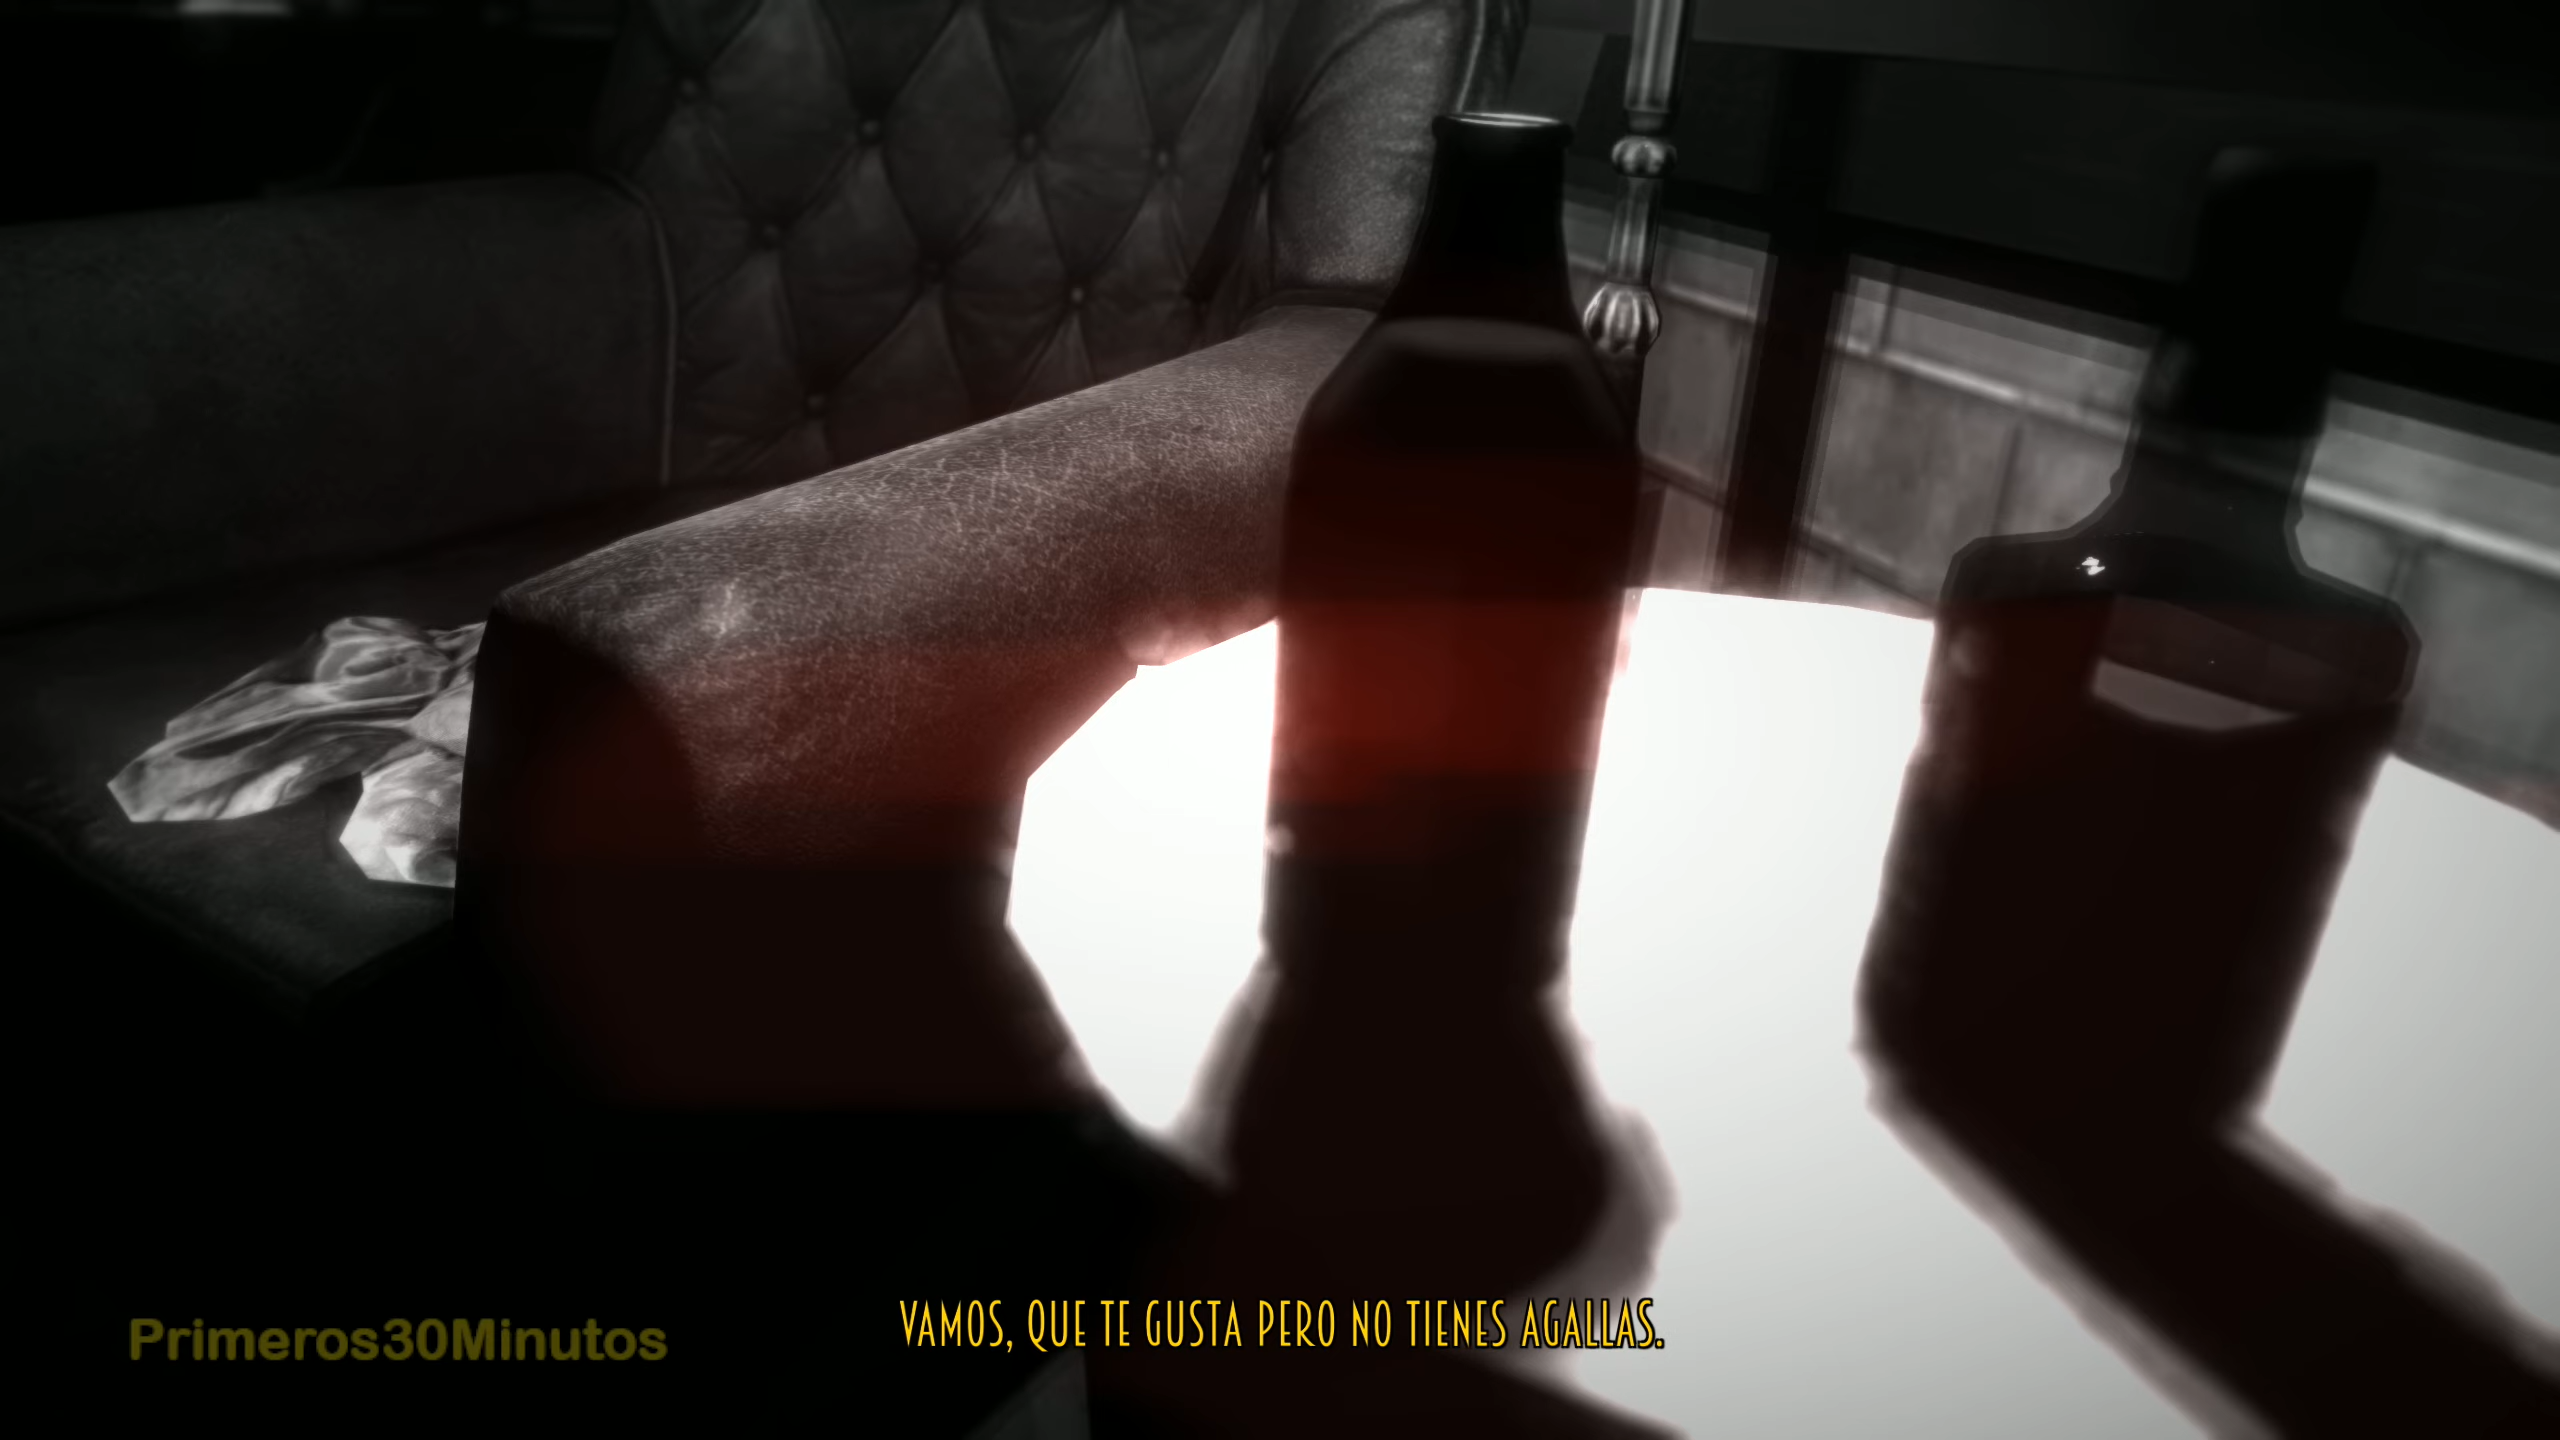 VAMOS, QUE TE GUSTA PERO NO TIENES AGALLAS.
Primeros30Minutos